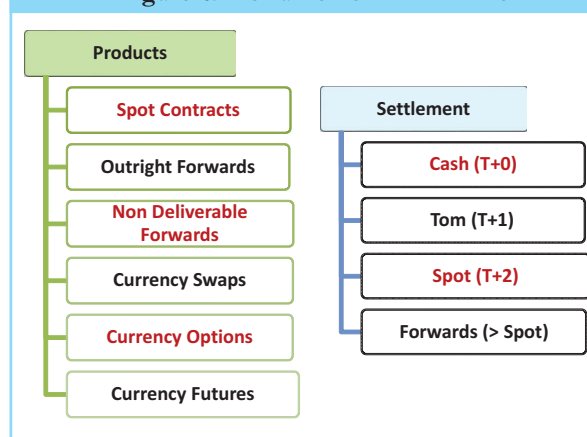 Products
Spot Contracts
Outright Forwards
Non Deliverable
Forwards
Currency Swaps
Currency Options
Currency Futures
Settlement
Cash (T+0)
Tom (T+1)
Spot (T+2)
Forwards (> Spot)